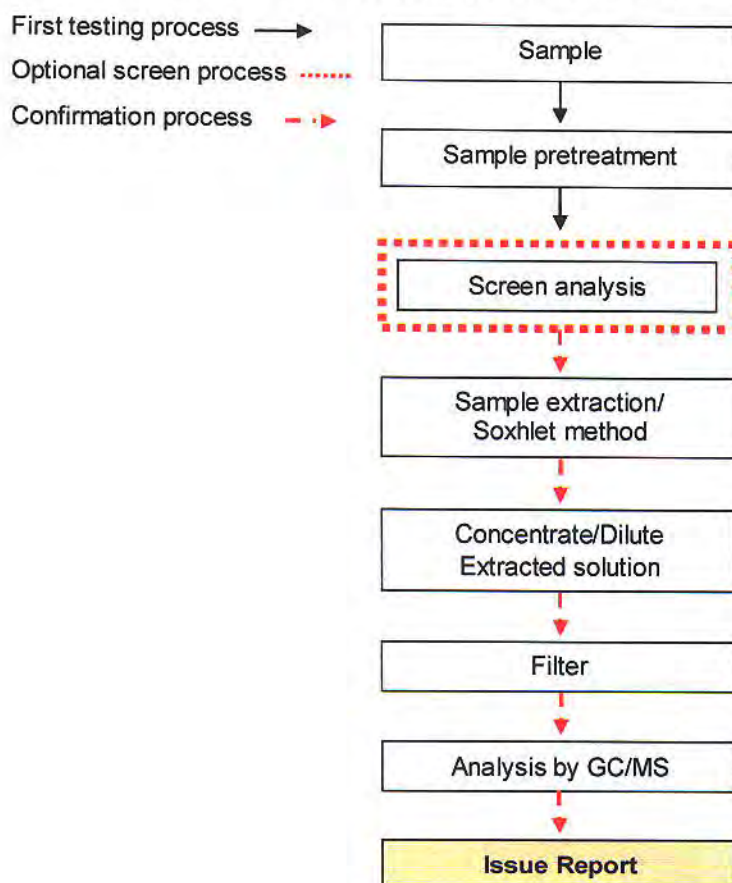 First testing process
Optional screen process
Confirmation process
Sample
Sample pretreatment
Screen analysis
Sample extraction/
Soxhlet method
Concentrate/Dilute
Extracted solution
Filter
Analysis by GC/MS
Issue Report